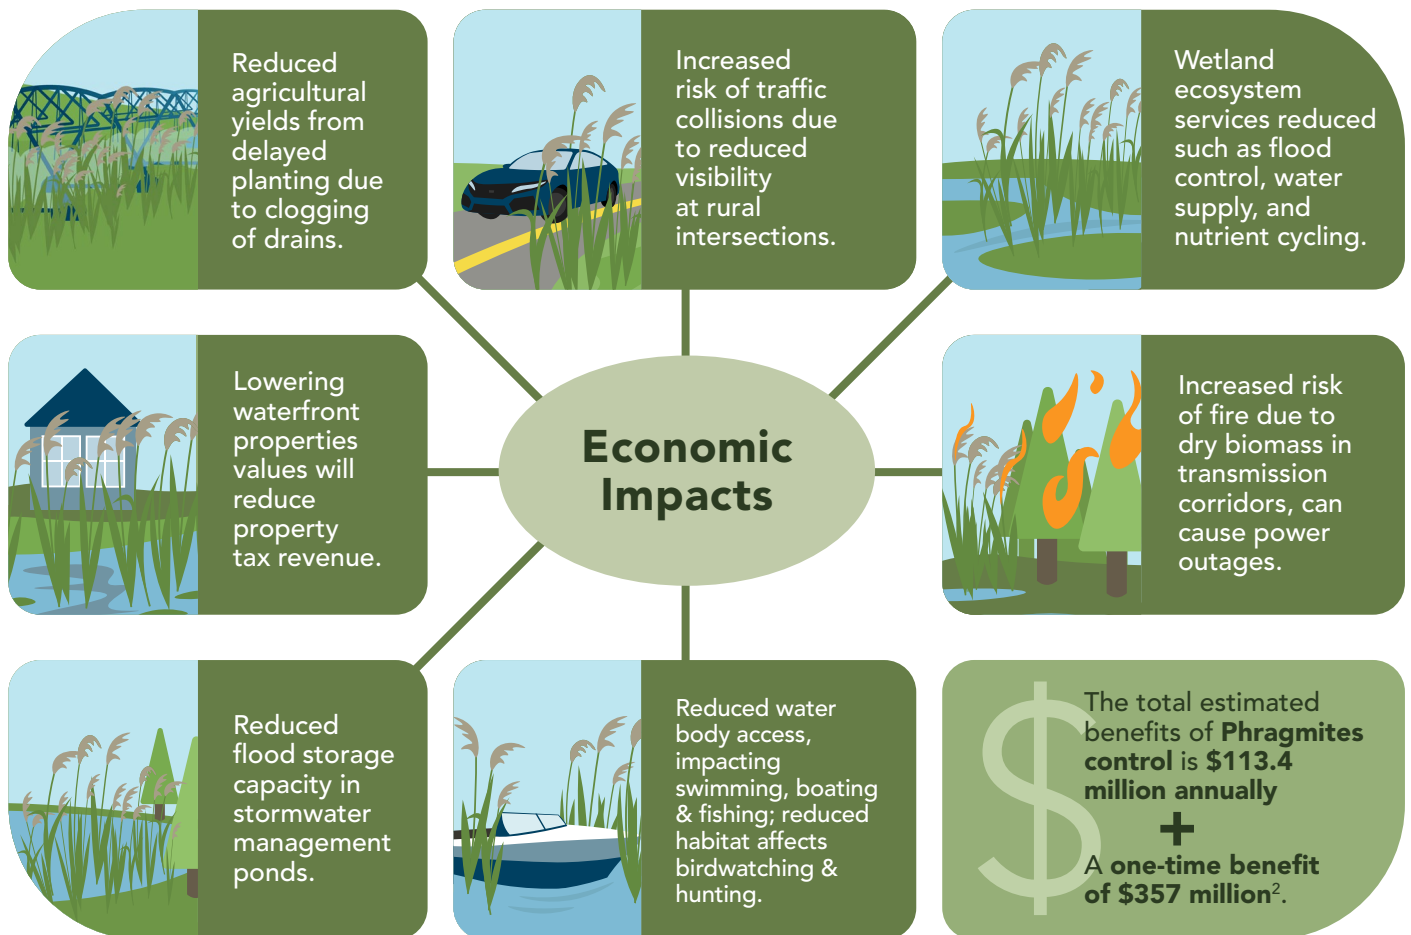 Reduced
agricultural
yields from
delayed
planting due
to clogging
of drains.
Increased
risk of traffic
collisions due
to reduced
visibility
at rural
intersections.
Wetland
ecosystem
services reduced
such as flood
control, water
supply, and
nutrient cycling.
Lowering
waterfront
properties
values will
reduce
property
tax revenue.
Economic
Impacts
Increased risk
of fire due to
dry biomass in
transmission
corridors, can
cause power
outages.
Reduced
flood storage
capacity in
stormwater
management
ponds.
Reduced water
body access,
impacting
swimming, boating
& fishing; reduced
habitat affects
birdwatching &
hunting.
$
The total estimated
benefits of Phragmites
control is $113.4
million annually
+
A one-time benefit
of $357 million².